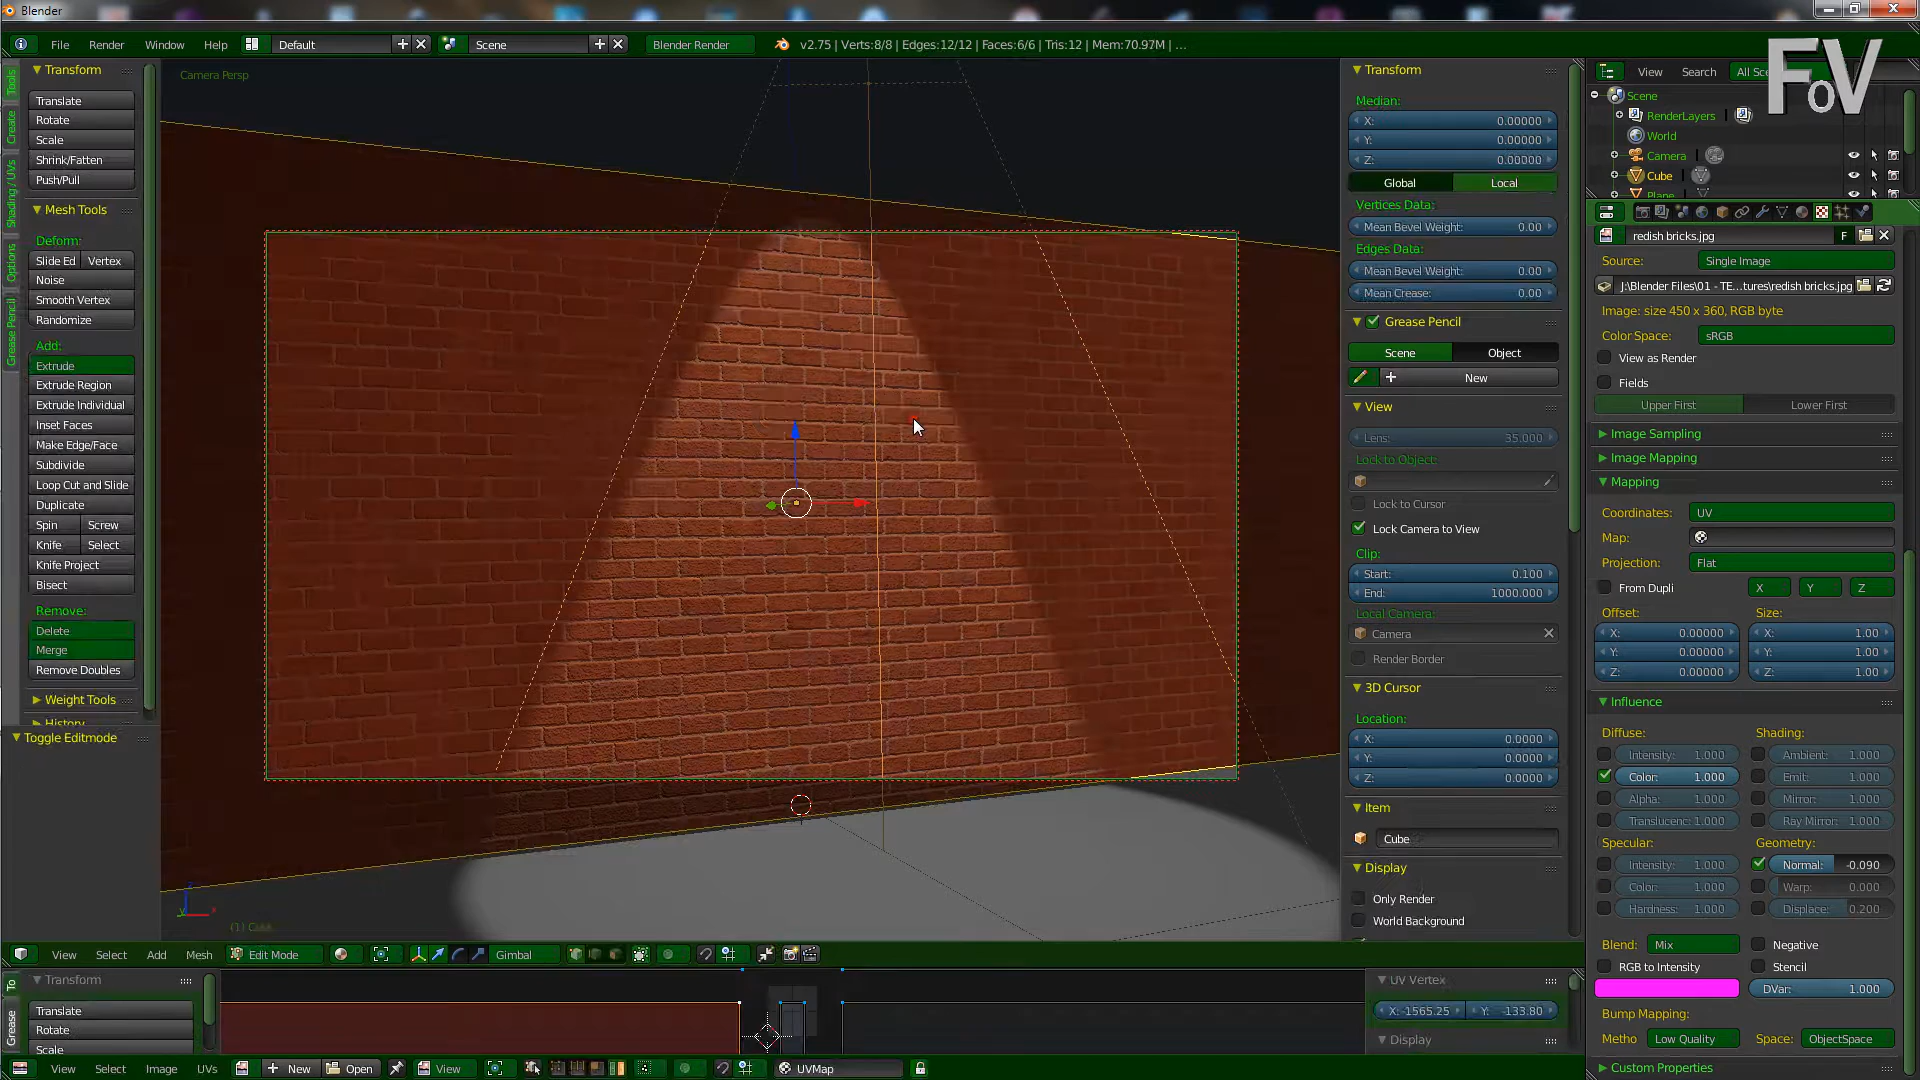 Blender
File Render Window Help Default Scene Blender Render v2.75 | Verts:8/8 | Edges:12/12 | Faces:6/6 | Tris:12 | Mem:70.97M | ...
FoV
Tools
Create
Shading / UVs
Options
Grease Pencil
Transform
Translate
Rotate
Scale
Shrink/Fatten
Push/Pull
Mesh Tools
Deform:
Slide Ed Vertex
Noise
Smooth Vertex
Randomize
Add:
Extrude
Extrude Region
Extrude Individual
Inset Faces
Make Edge/Face
Subdivide
Loop Cut and Slide
Duplicate
Spin Screw
Knife Select
Knife Project
Bisect
Remove:
Delete
Merge
Remove Doubles
Weight Tools
History
Toggle Editmode
Camera Persp
(1) Cube
Transform
Median:
X: 0.00000
Y: 0.00000
Z: 0.00000
Global Local
Vertices Data:
Mean Bevel Weight: 0.00
Edges Data:
Mean Bevel Weight: 0.00
Mean Crease: 0.00
Grease Pencil
Scene Object
New
View
Lens: 35.000
Lock to Object:
Lock to Cursor
Lock Camera to View
Clip:
Start: 0.100
End: 1000.000
Local Camera:
Camera
Render Border
3D Cursor
Location:
X: 0.0000
Y: 0.0000
Z: 0.0000
Item
Cube
Display
Only Render
World Background
View Search All Sce
Scene
RenderLayers
World
Camera
Cube
Plane
redish bricks.jpg F
Source: Single Image
J:\Blender Files\01 - TE...tures\redish bricks.jpg
Image: size 450 x 360, RGB byte
Color Space: sRGB
View as Render
Fields
Upper First Lower First
Image Sampling
Image Mapping
Mapping
Coordinates: UV
Map:
Projection: Flat
From Dupli X Y Z
Offset: Size:
X: 0.00000 X: 1.00
Y: 0.00000 Y: 1.00
Z: 0.00000 Z: 1.00
Influence
Diffuse: Shading:
Intensity: 1.000 Ambient: 1.000
Color: 1.000 Emit: 1.000
Alpha: 1.000 Mirror: 1.000
Translucenc: 1.000 Ray Mirror: 1.000
Specular: Geometry:
Intensity: 1.000 Normal: -0.090
Color: 1.000 Warp: 0.000
Hardness: 1.000 Displace: 0.200
Blend: Mix Negative
RGB to Intensity Stencil
DVar: 1.000
Bump Mapping:
Metho Low Quality Space: ObjectSpace
Custom Properties
View Select Add Mesh Edit Mode Gimbal
To
Grease
Transform
Translate
Rotate
Scale
UV Vertex
X: -1565.25 Y: -133.80
Display
View Select Image UVs New Open View UVMap